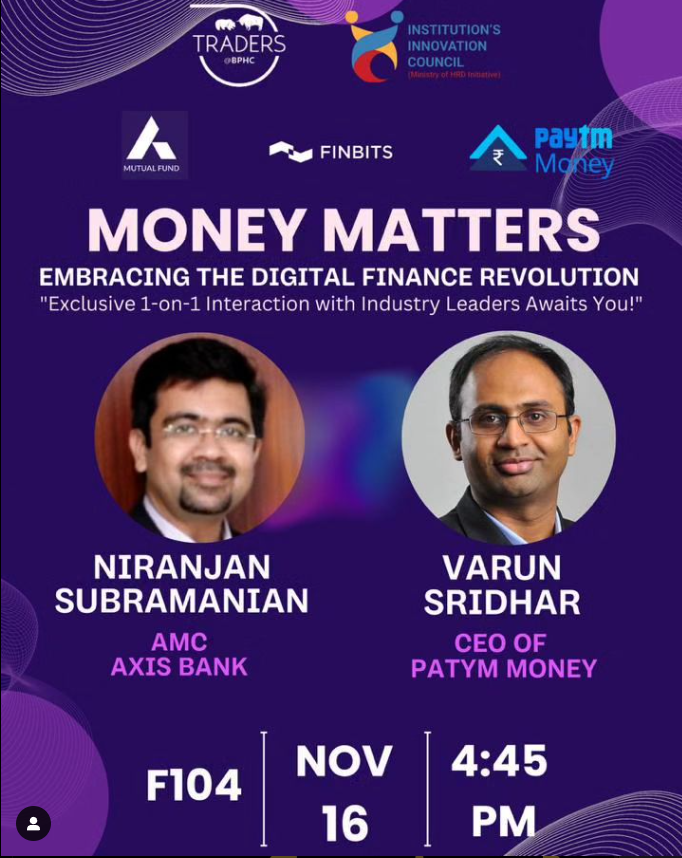 TRADERS
@BPHC
INSTITUTION'S
INNOVATION
COUNCIL
(Ministry of HRD Initiative)
MUTUAL FUND
FINBITS
paytm
Money
₹
MONEY MATTERS
EMBRACING THE DIGITAL FINANCE REVOLUTION
"Exclusive 1-on-1 Interaction with Industry Leaders Awaits You!"
NIRANJAN
SUBRAMANIAN
AMC
AXIS BANK
VARUN
SRIDHAR
CEO OF
PATYM MONEY
F104
NOV
16
4:45
PM